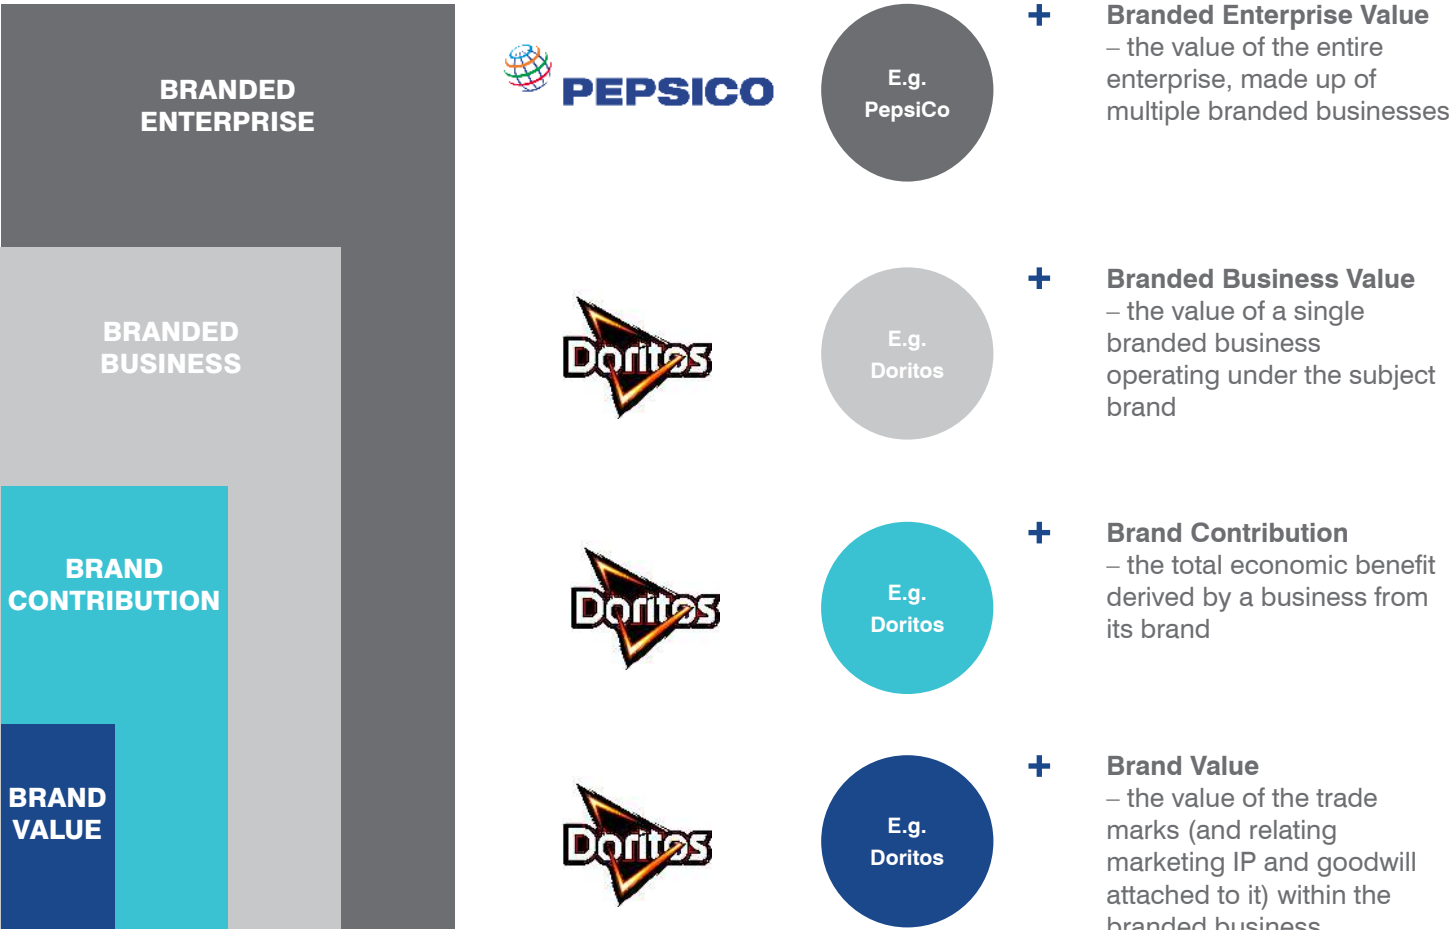 BRANDED
ENTERPRISE
PEPSICO
E.g.
PepsiCo
+ Branded Enterprise Value
– the value of the entire
enterprise, made up of
multiple branded businesses
BRANDED
BUSINESS
Doritos
E.g.
Doritos
+ Branded Business Value
– the value of a single
branded business
operating under the subject
brand
BRAND
CONTRIBUTION
Doritos
E.g.
Doritos
+ Brand Contribution
– the total economic benefit
derived by a business from
its brand
BRAND
VALUE
Doritos
E.g.
Doritos
+ Brand Value
– the value of the trade
marks (and relating
marketing IP and goodwill
attached to it) within the
branded business